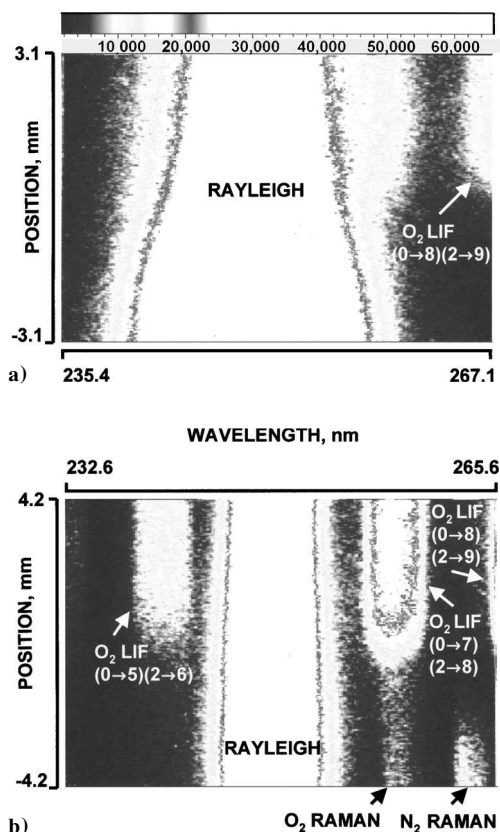 10 000 20 000 30 000 40 000 50 000 60 000
3.1
POSITION, mm
-3.1
RAYLEIGH
O₂ LIF
(0→8)(2→9)
a)
235.4 267.1
WAVELENGTH, nm
232.6 265.6
4.2
POSITION, mm
-4.2
O₂ LIF
(0→8)
(2→9)
O₂ LIF
(0→7)
(2→8)
O₂ LIF
(0→5)(2→6)
RAYLEIGH
b)
O₂ RAMAN N₂ RAMAN